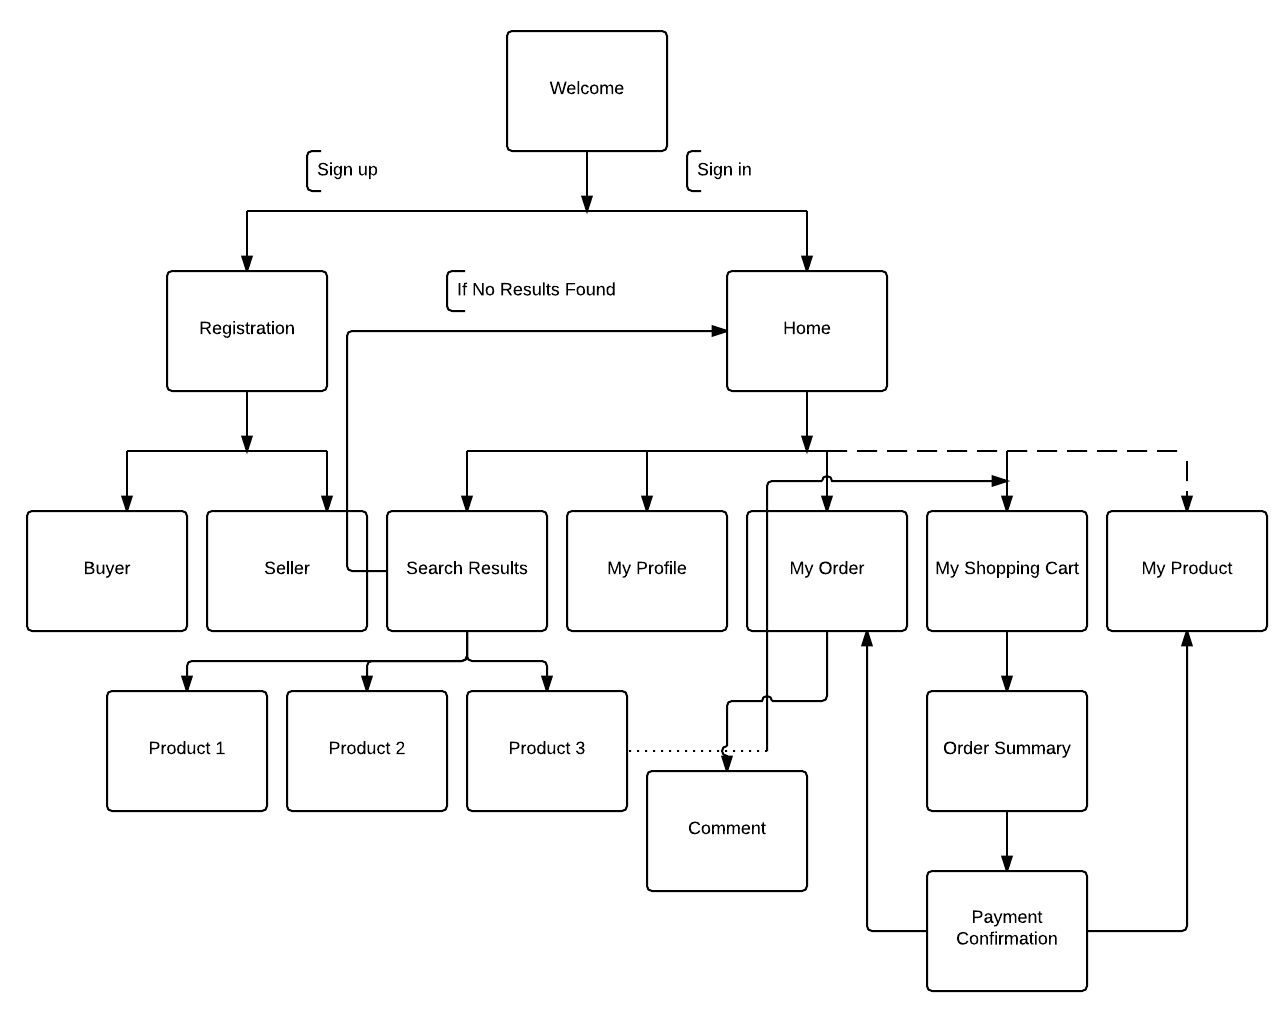 Welcome
Sign up
Sign in
Registration
If No Results Found
Home
Buyer
Seller
Search Results
My Profile
My Order
My Shopping Cart
My Product
Product 1
Product 2
Product 3
Order Summary
Comment
Payment
Confirmation